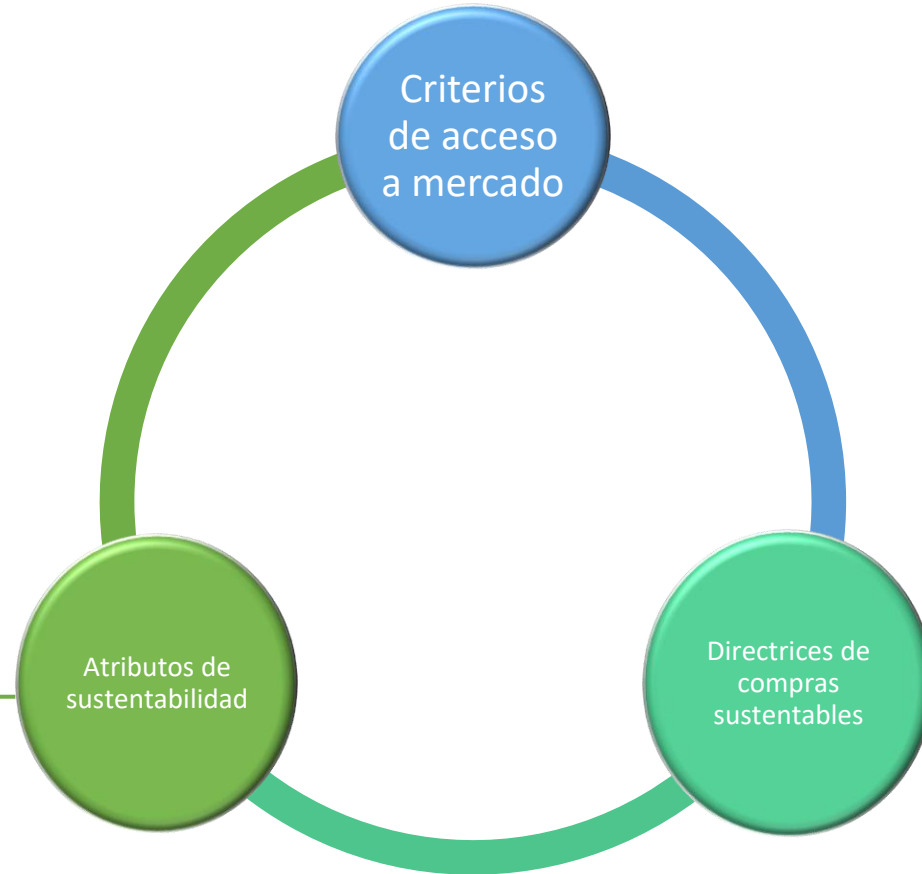 Criterios
de acceso
a mercado
Directrices de
compras
sustentables
Atributos de
sustentabilidad